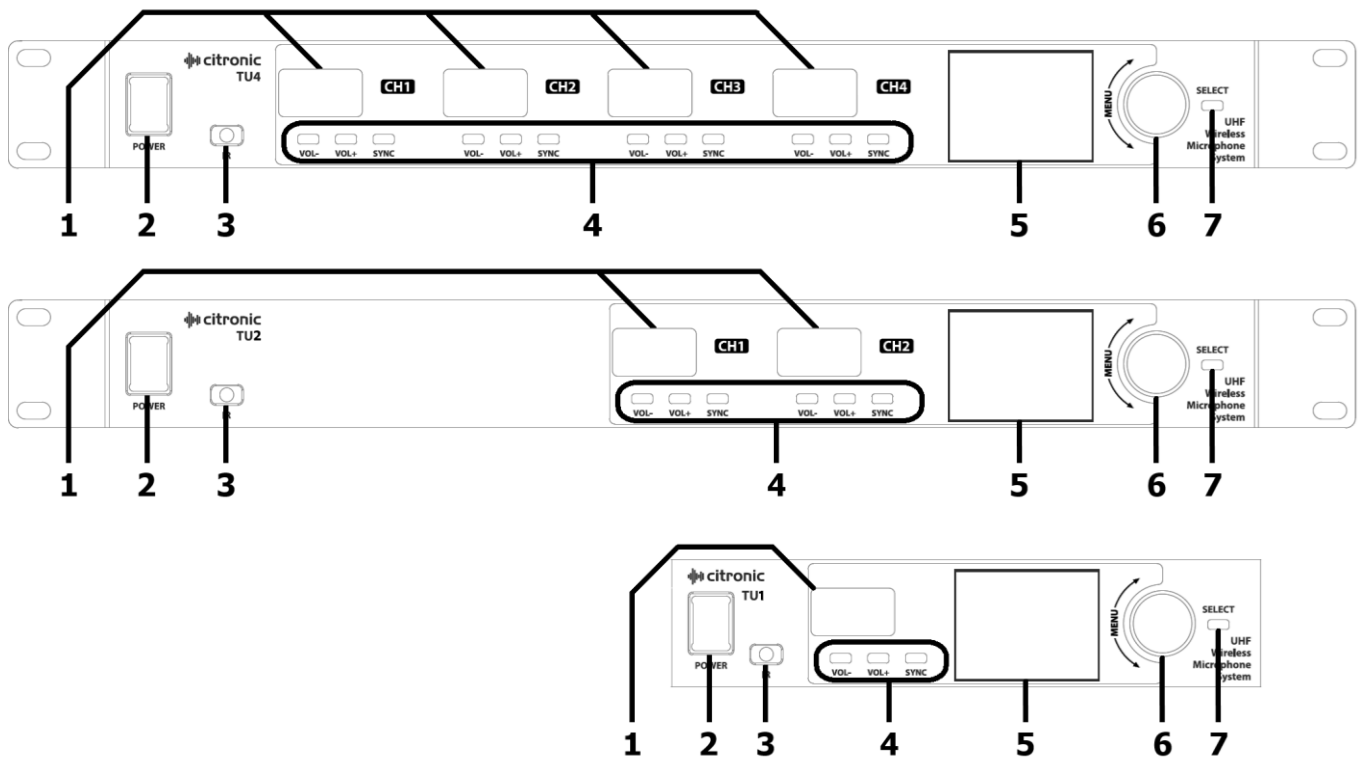 citronic
TU4
CH1 CH2 CH3 CH4
POWER
IR
VOL- VOL+ SYNC VOL- VOL+ SYNC VOL- VOL+ SYNC VOL- VOL+ SYNC
MENU
SELECT
UHF
Wireless
Microphone
System
1 2 3 4 5 6 7
citronic
TU2
CH1 CH2
POWER
IR
VOL- VOL+ SYNC VOL- VOL+ SYNC
MENU
SELECT
UHF
Wireless
Microphone
System
1 2 3 4 5 6 7
citronic
TU1
POWER
IR
VOL- VOL+ SYNC
MENU
SELECT
UHF
Wireless
Microphone
System
1 2 3 4 5 6 7